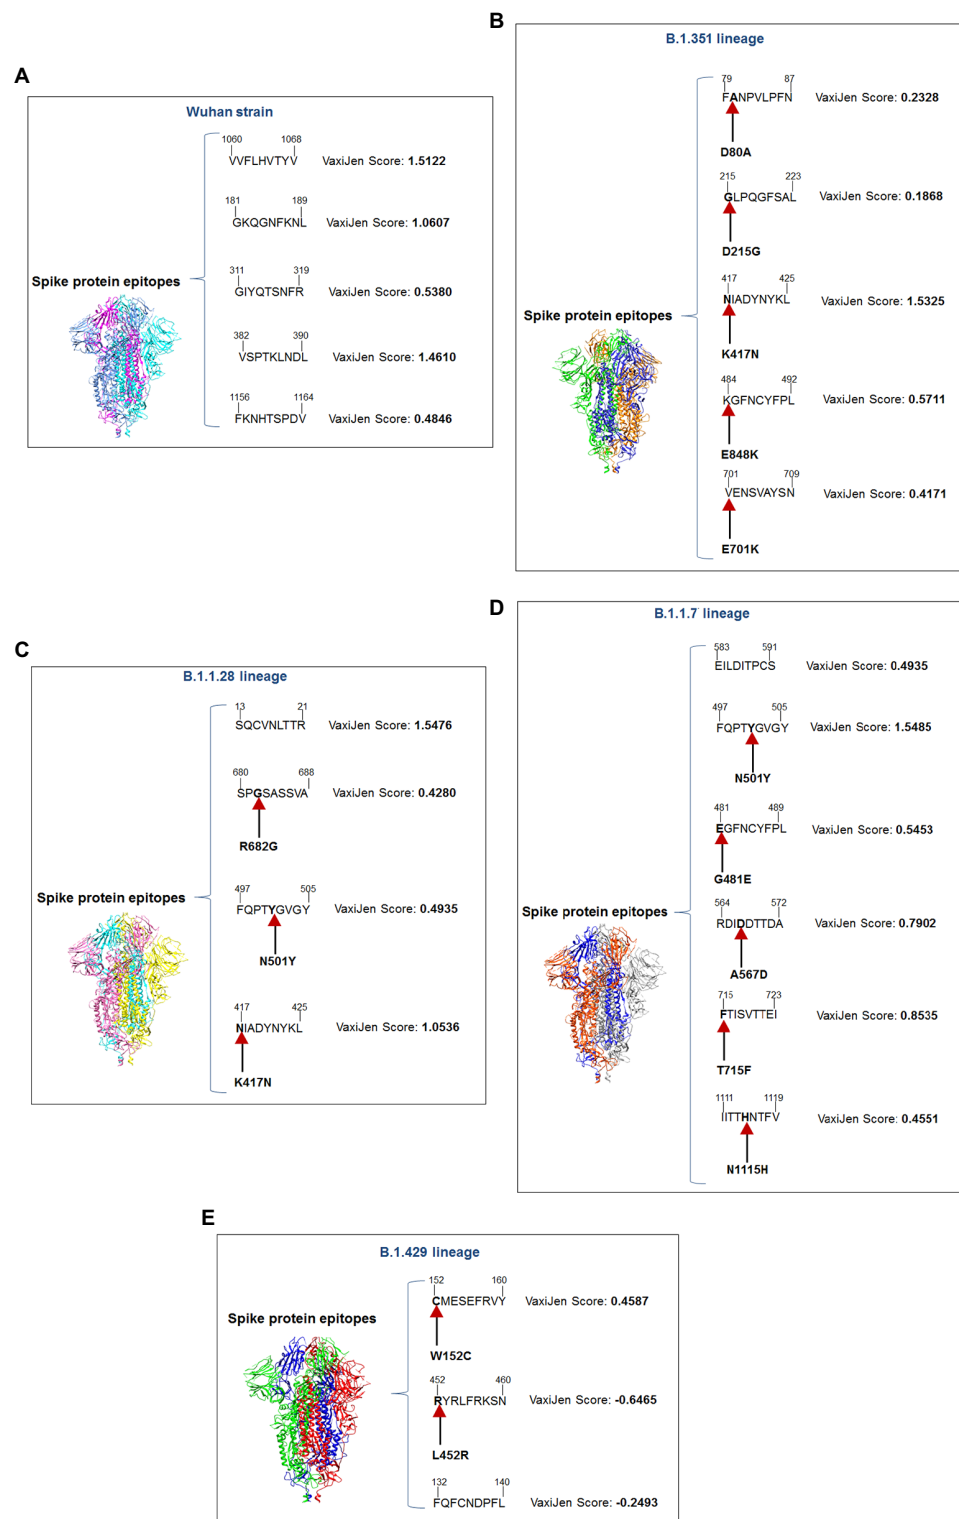 A
Wuhan strain
1060 1068
VVFLHVTYV VaxiJen Score: 1.5122
181 189
GKQGNFKNL VaxiJen Score: 1.0607
311 319
GIYQTSNFR VaxiJen Score: 0.5380
Spike protein epitopes
382 390
VSPTKLNDL VaxiJen Score: 1.4610
1156 1164
FKNHTSPDV VaxiJen Score: 0.4846
B
B.1.351 lineage
79 87
FANPVLPFN VaxiJen Score: 0.2328
D80A
215 223
GLPQGFSAL VaxiJen Score: 0.1868
D215G
417 425
NIADYNYKL VaxiJen Score: 1.5325
Spike protein epitopes
K417N
484 492
KGFNCYFPL VaxiJen Score: 0.5711
E848K
701 709
VENSVAYSN VaxiJen Score: 0.4171
E701K
C
B.1.1.28 lineage
13 21
SQCVNLTTR VaxiJen Score: 1.5476
680 688
SPGSASSVA VaxiJen Score: 0.4280
R682G
Spike protein epitopes
497 505
FQPTYGVGY VaxiJen Score: 0.4935
N501Y
417 425
NIADYNYKL VaxiJen Score: 1.0536
K417N
D
B.1.1.7 lineage
583 591
EILDITPCS VaxiJen Score: 0.4935
497 505
FQPTYGVGY VaxiJen Score: 1.5485
N501Y
481 489
EGFNCYFPL VaxiJen Score: 0.5453
G481E
Spike protein epitopes
564 572
RDIDDTTDA VaxiJen Score: 0.7902
A567D
715 723
FTISVTTEI VaxiJen Score: 0.8535
T715F
1111 1119
IITTHNTFV VaxiJen Score: 0.4551
N1115H
E
B.1.429 lineage
152 160
CMESEFRVY VaxiJen Score: 0.4587
Spike protein epitopes
W152C
452 460
RYRLFRKSN VaxiJen Score: -0.6465
L452R
132 140
FQFCNDPFL VaxiJen Score: -0.2493